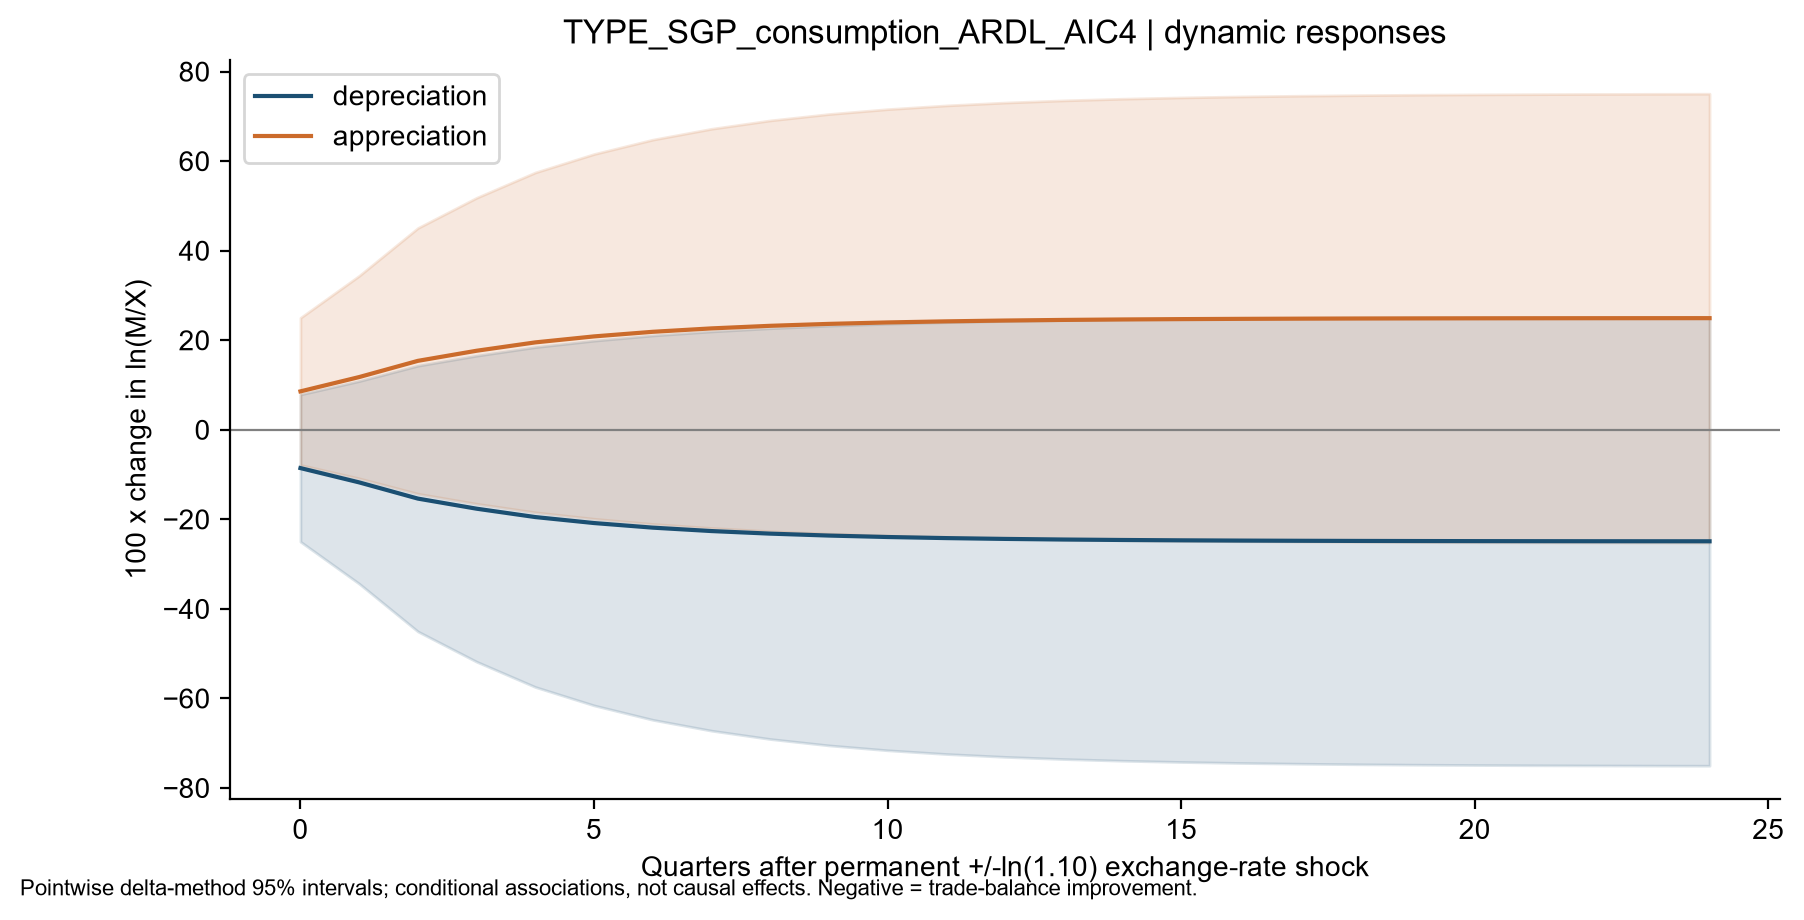 TYPE_SGP_consumption_ARDL_AIC4 | dynamic responses
depreciation
appreciation
100 x change in ln(M/X)
80
60
40
20
0
−20
−40
−60
−80
0 5 10 15 20 25
Quarters after permanent +/-ln(1.10) exchange-rate shock
Pointwise delta-method 95% intervals; conditional associations, not causal effects. Negative = trade-balance improvement.